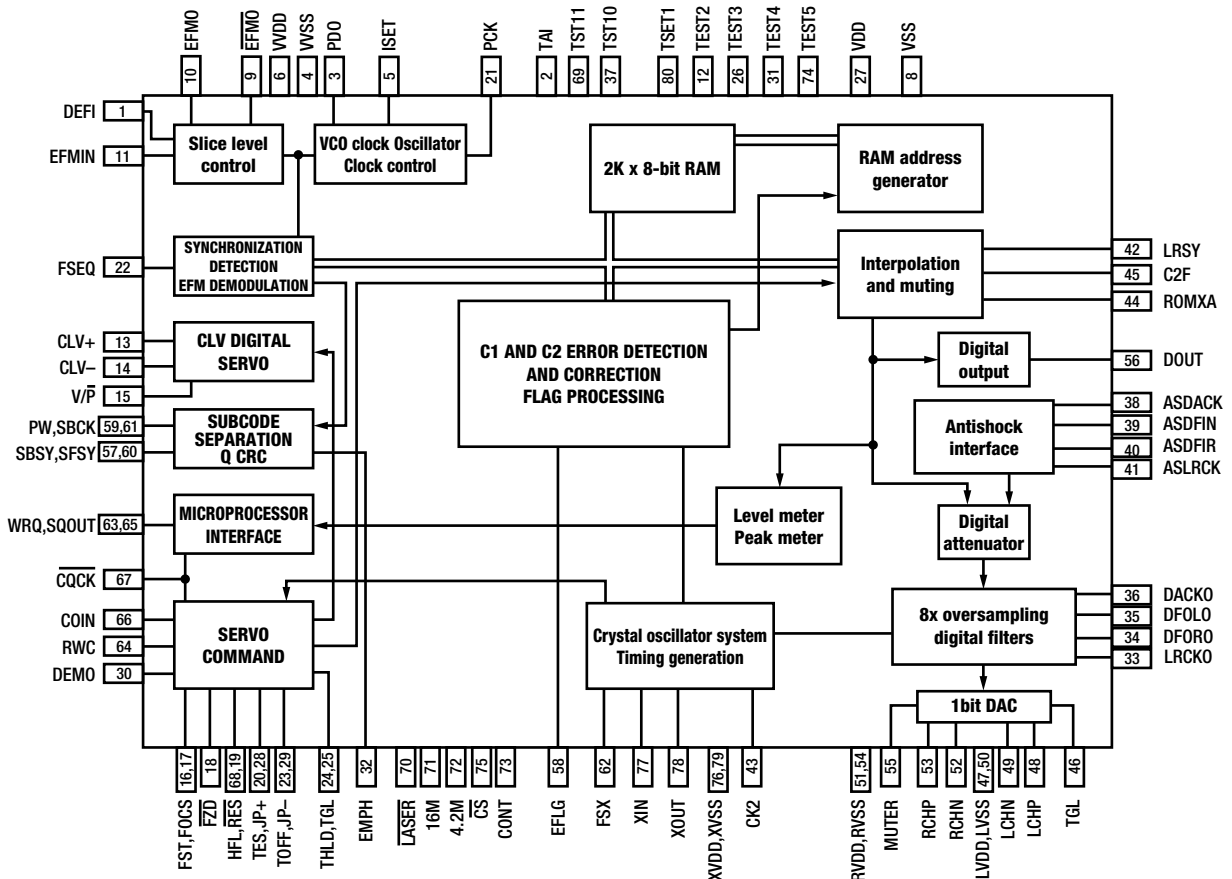 EFMO
EFMO
VVDD
VVSS
PDO
ISET
PCK
TAI
TST11
TST10
TSET1
TEST2
TEST3
TEST4
TEST5
VDD
VSS
10
9
6
4
3
5
21
2
69
37
80
12
26
31
74
27
8
DEFI 1
EFMIN 11
Slice level
control
VCO clock Oscillator
Clock control
2K x 8-bit RAM
RAM address
generator
FSEQ 22
SYNCHRONIZATION
DETECTION
EFM DEMODULATION
Interpolation
and muting
42 LRSY
45 C2F
44 ROMXA
CLV+ 13
CLV– 14
V/P 15
CLV DIGITAL
SERVO
C1 AND C2 ERROR DETECTION
AND CORRECTION
FLAG PROCESSING
Digital
output
56 DOUT
PW,SBCK 59,61
SBSY,SFSY 57,60
SUBCODE
SEPARATION
Q CRC
Antishock
interface
38 ASDACK
39 ASDFIN
40 ASDFIR
41 ASLRCK
WRQ,SQOUT 63,65
MICROPROCESSOR
INTERFACE
Level meter
Peak meter
Digital
attenuator
CQCK 67
COIN 66
RWC 64
DEMO 30
SERVO
COMMAND
Crystal oscillator system
Timing generation
8x oversampling
digital filters
36 DACKO
35 DFOLO
34 DFORO
33 LRCKO
1bit DAC
16,17
18
68,19
20,28
23,29
24,25
32
70
71
72
75
73
58
62
77
78
76,79
43
51,54
55
53
52
47,50
49
48
46
FST,FOCS
FZD
HFL,RES
TES,JP+
TOFF,JP–
THLD,TGL
EMPH
LASER
16M
4.2M
CS
CONT
EFLG
FSX
XIN
XOUT
XVDD,XVSS
CK2
RVDD,RVSS
MUTER
RCHP
RCHN
LVDD,LVSS
LCHN
LCHP
TGL